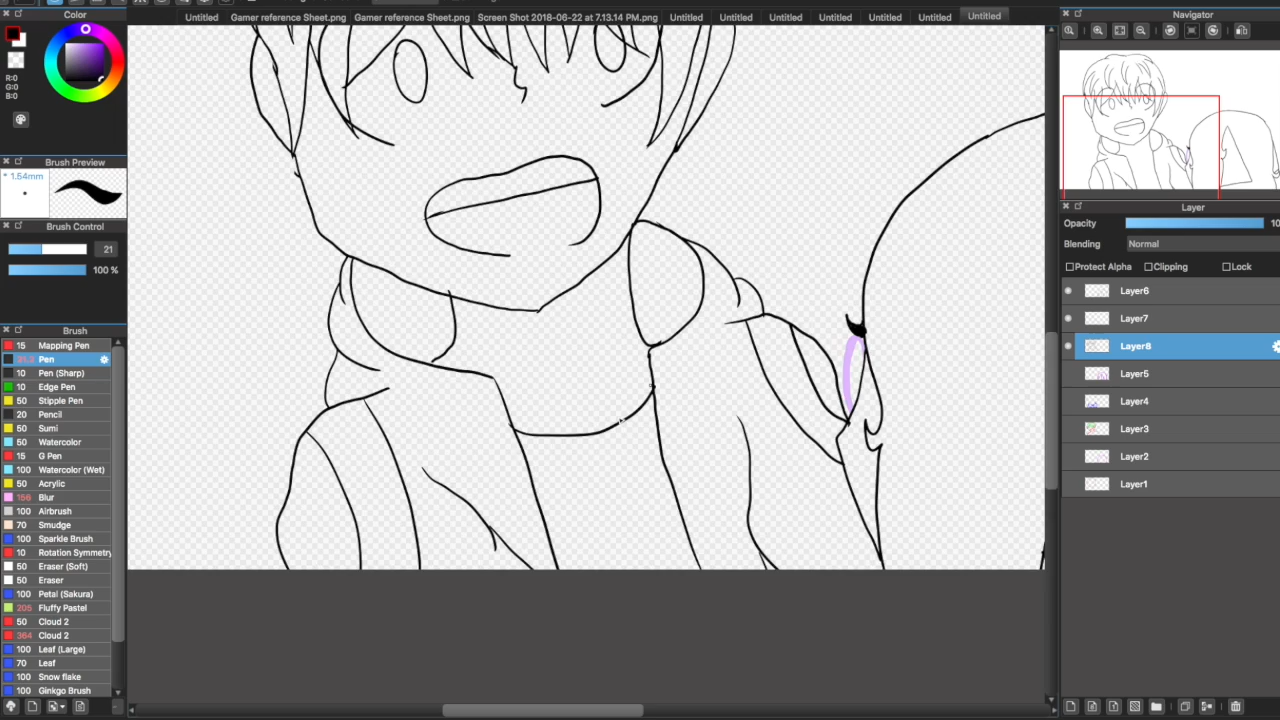 Color
Untitled Gamer reference Sheet.png Gamer reference Sheet.png Screen Shot 2018-06-22 at 7.13.14 PM.png Untitled Untitled Untitled Untitled Untitled Untitled Untitled
Navigator
R:0
G:0
B:0
Brush Preview
* 1.54mm
Brush Control
21
100 %
Brush
15 Mapping Pen
Pen
10 Pen (Sharp)
10 Edge Pen
50 Stipple Pen
20 Pencil
50 Sumi
50 Watercolor
15 G Pen
100 Watercolor (Wet)
50 Acrylic
156 Blur
100 Airbrush
70 Smudge
100 Sparkle Brush
10 Rotation Symmetry
50 Eraser (Soft)
50 Eraser
100 Petal (Sakura)
205 Fluffy Pastel
50 Cloud 2
364 Cloud 2
100 Leaf (Large)
70 Leaf
100 Snow flake
100 Ginkgo Brush
Layer
Opacity 10
Blending Normal
Protect Alpha Clipping Lock
Layer6
Layer7
Layer8
Layer5
Layer4
Layer3
Layer2
Layer1